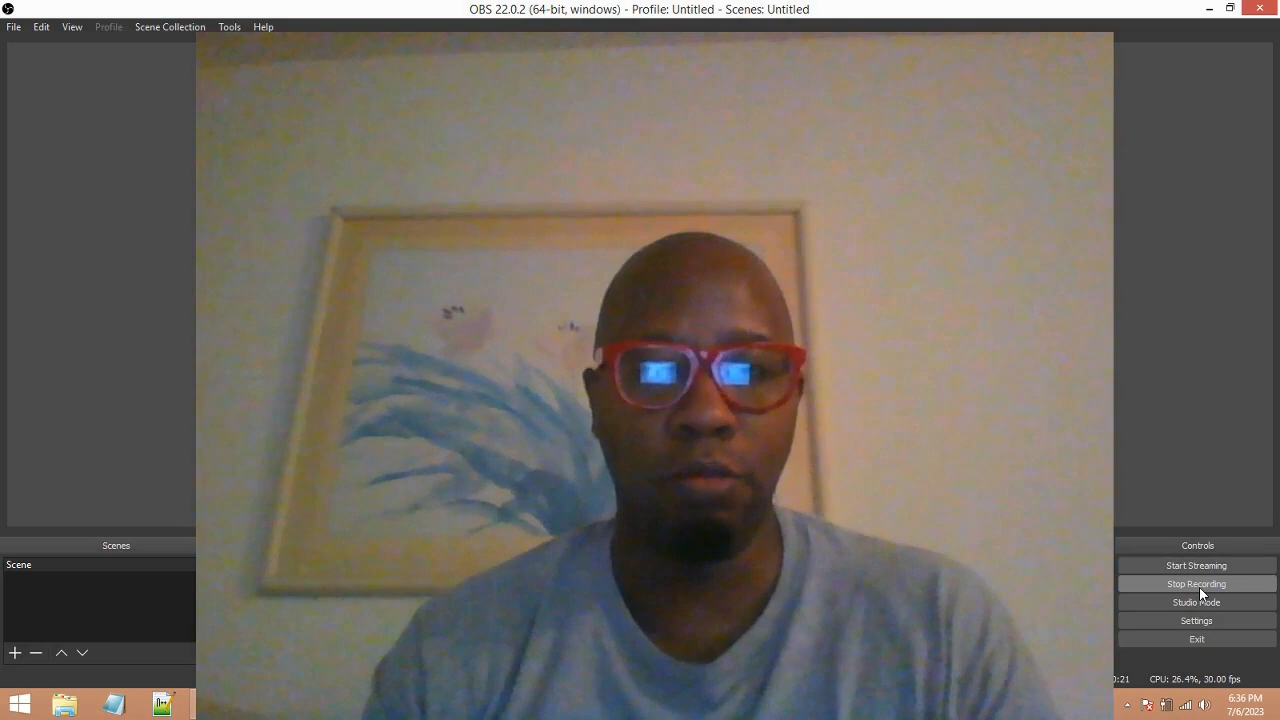 OBS 22.0.2 (64-bit, windows) - Profile: Untitled - Scenes: Untitled
File Edit View Profile Scene Collection Tools Help
Scenes
Scene
Controls
Start Streaming
Stop Recording
Studio Mode
Settings
Exit
0:21 CPU: 26.4%, 30.00 fps
6:36 PM
7/6/2023